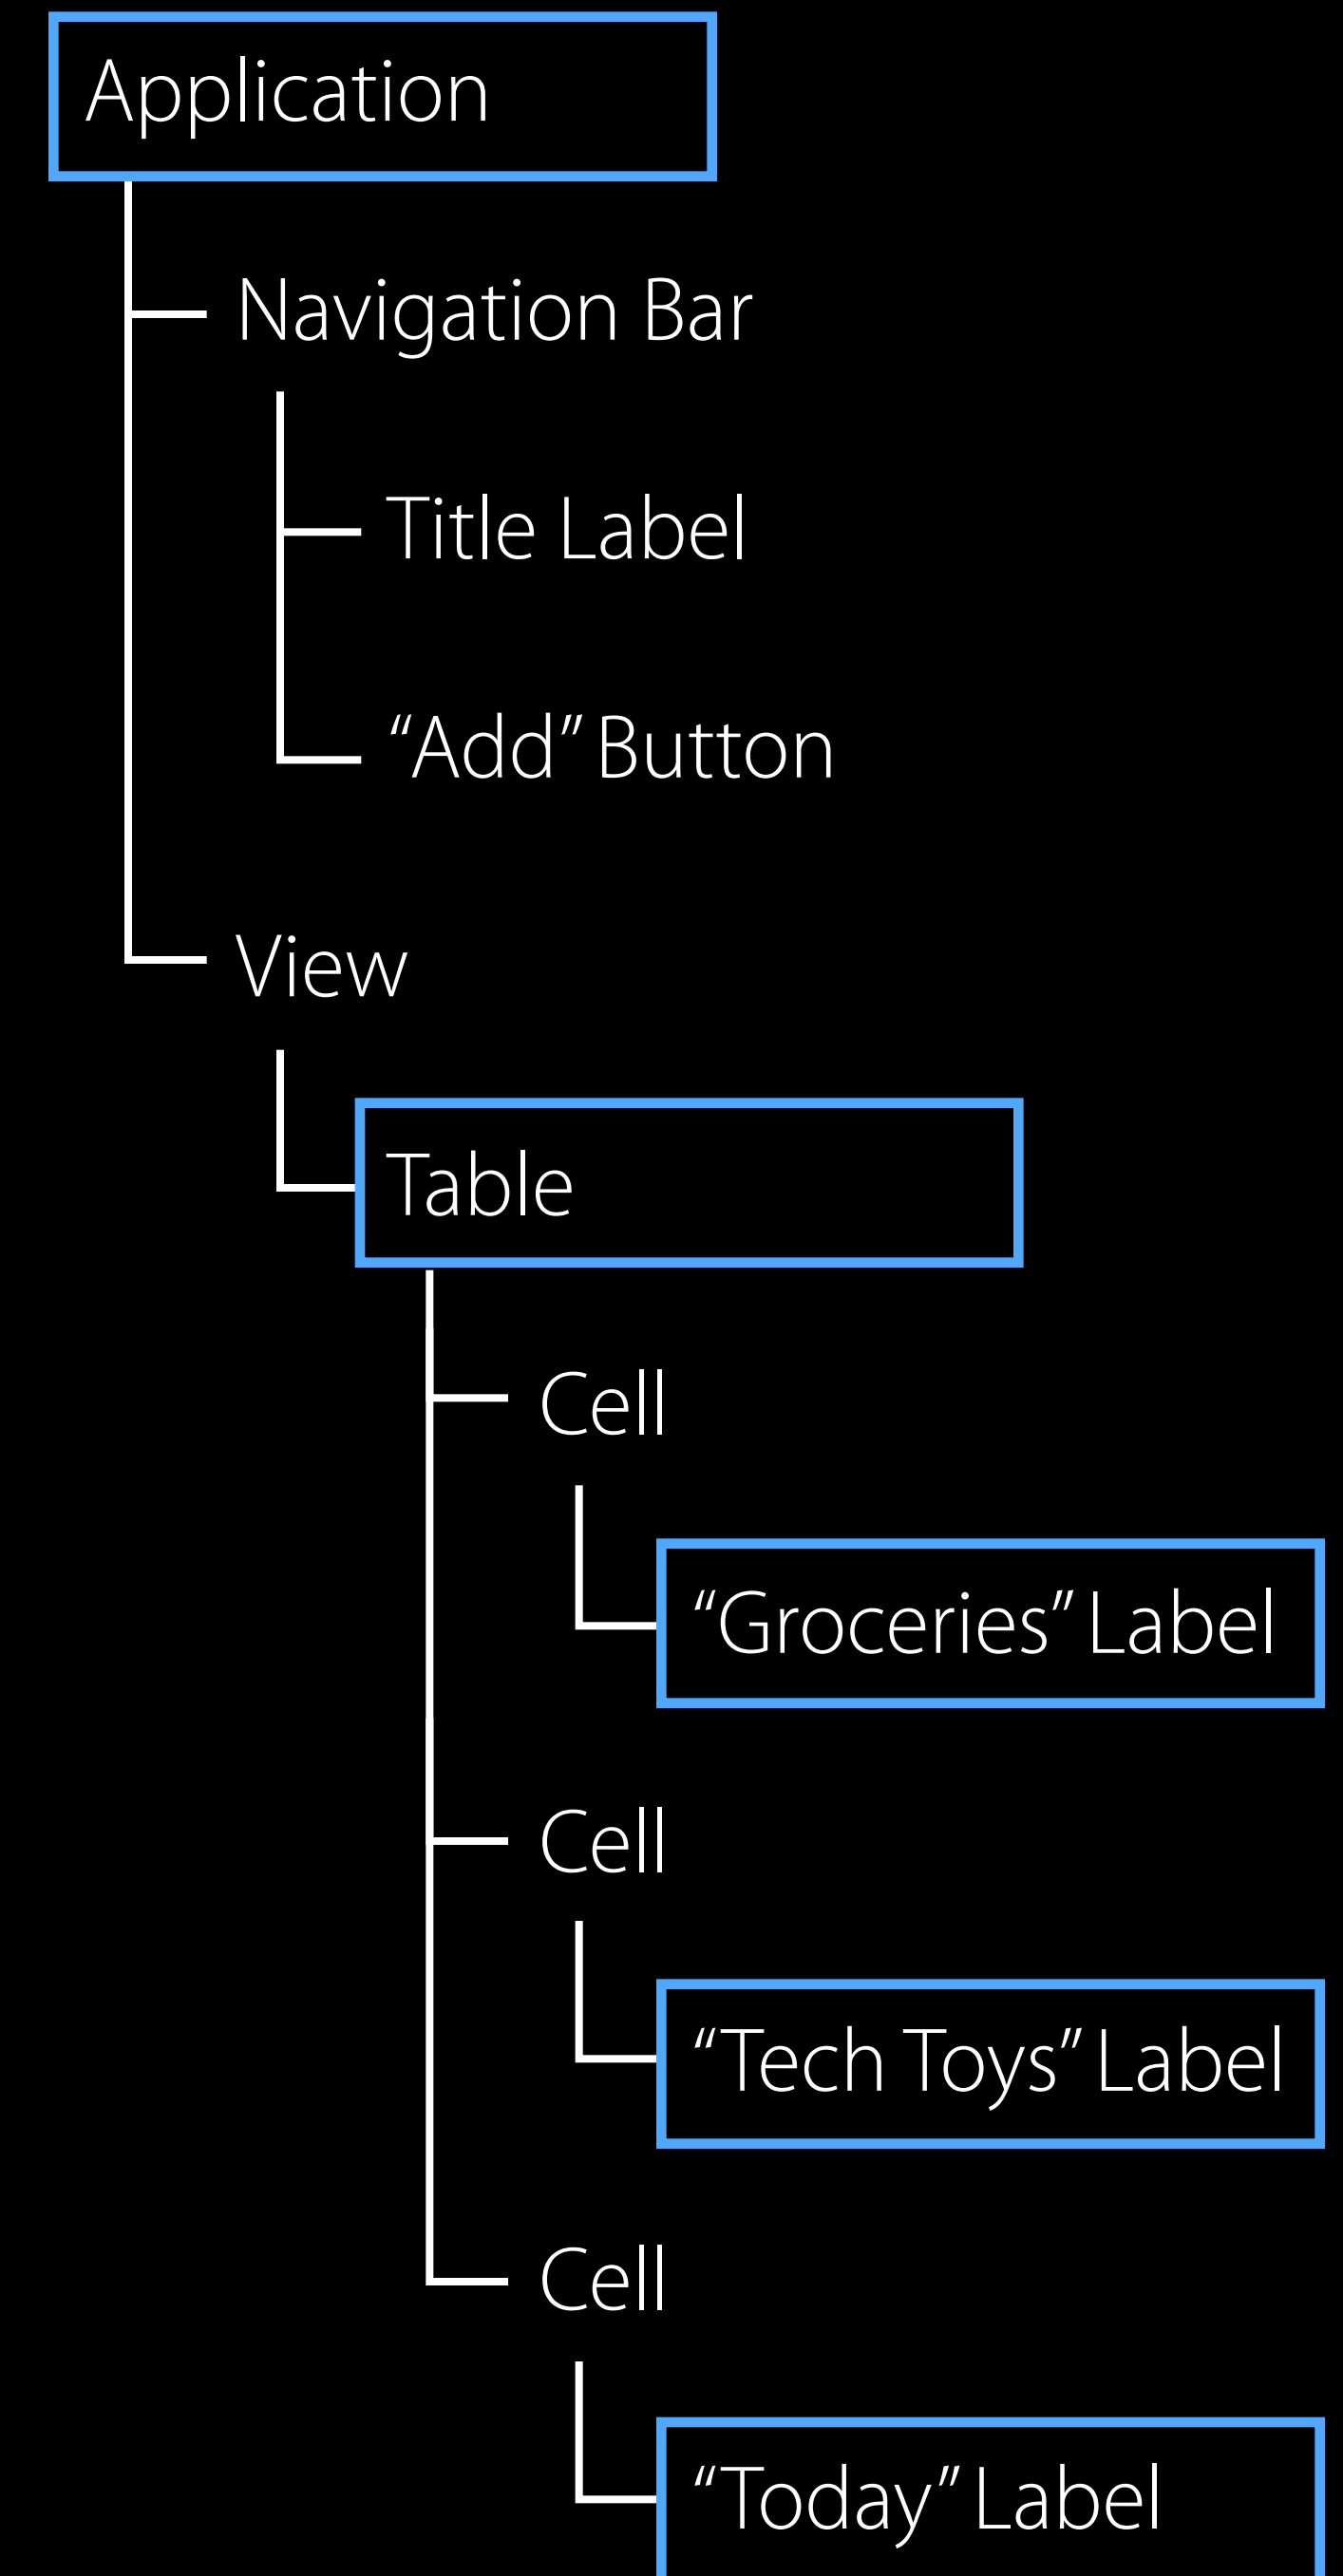 Application
Navigation Bar
Title Label
“Add” Button
View
Table
Cell
“Groceries” Label
Cell
“Tech Toys” Label
Cell
“Today” Label